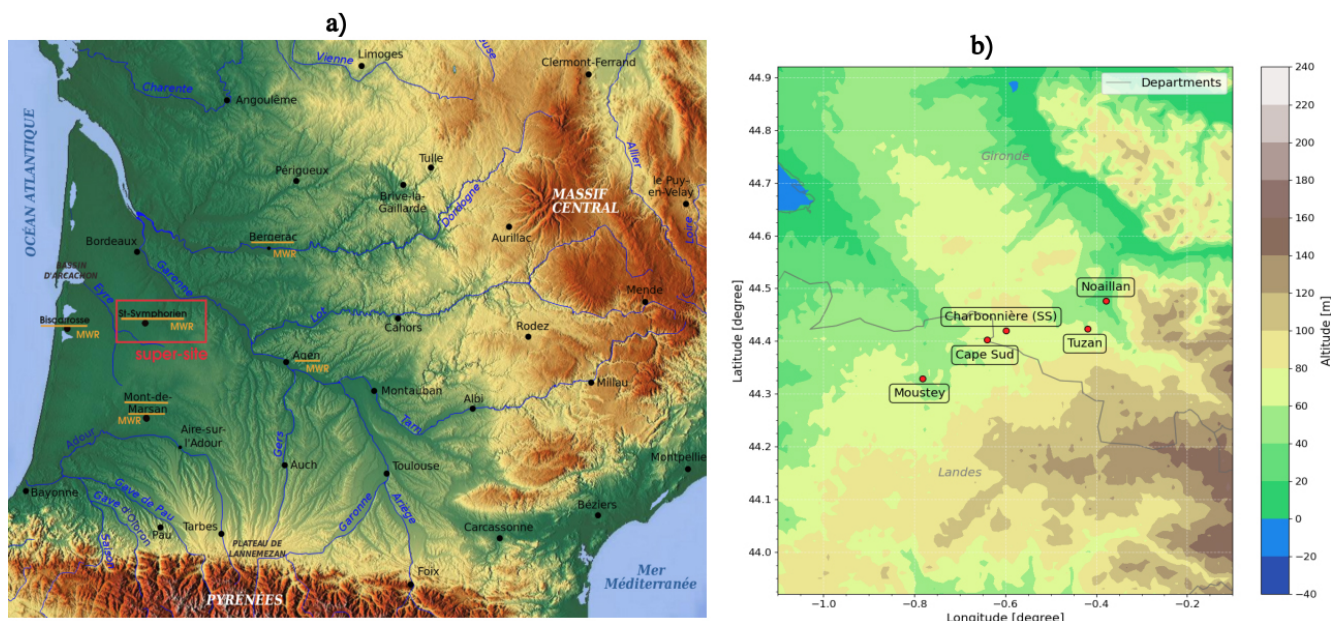 a)
Vienne
Limoges
Clermont-Ferrand
Charente
Angoulême
OCÉAN ATLANTIQUE
Allier
Tulle
Périgueux
Brive-la-
Gaillarde
le Puy-
en-Velay
MASSIF
CENTRAL
Dordogne
Loire
Aurillac
Bordeaux
Bergerac
MWR
BASSIN
D'ARCACHON
Garonne
Eyre
Mende
Lot
Biscarrosse
MWR
St-Symphorien
MWR
Cahors
Rodez
super-site
Agen
MWR
Montauban
Millau
Albi
Tarn
Mont-de-
Marsan
MWR
Adour
Aire-sur-
l'Adour
Gers
Auch
Toulouse
Montpellier
Bayonne
Gave de Pau
Gave d'Oloron
Saison
Pau
Tarbes
Garonne
Ariège
Béziers
Carcassonne
PLATEAU DE
LANNEMEZAN
Foix
PYRÉNÉES
Mer
Méditerranée
b)
Departments
Gironde
Noaillan
Charbonnière (SS)
Cape Sud
Tuzan
Moustey
Landes
44.9
44.8
44.7
44.6
44.5
44.4
44.3
44.2
44.1
44.0
Latitude [degree]
−1.0
−0.8
−0.6
−0.4
−0.2
Longitude [degree]
240
220
200
180
160
140
120
100
80
60
40
20
0
−20
−40
Altitude [m]